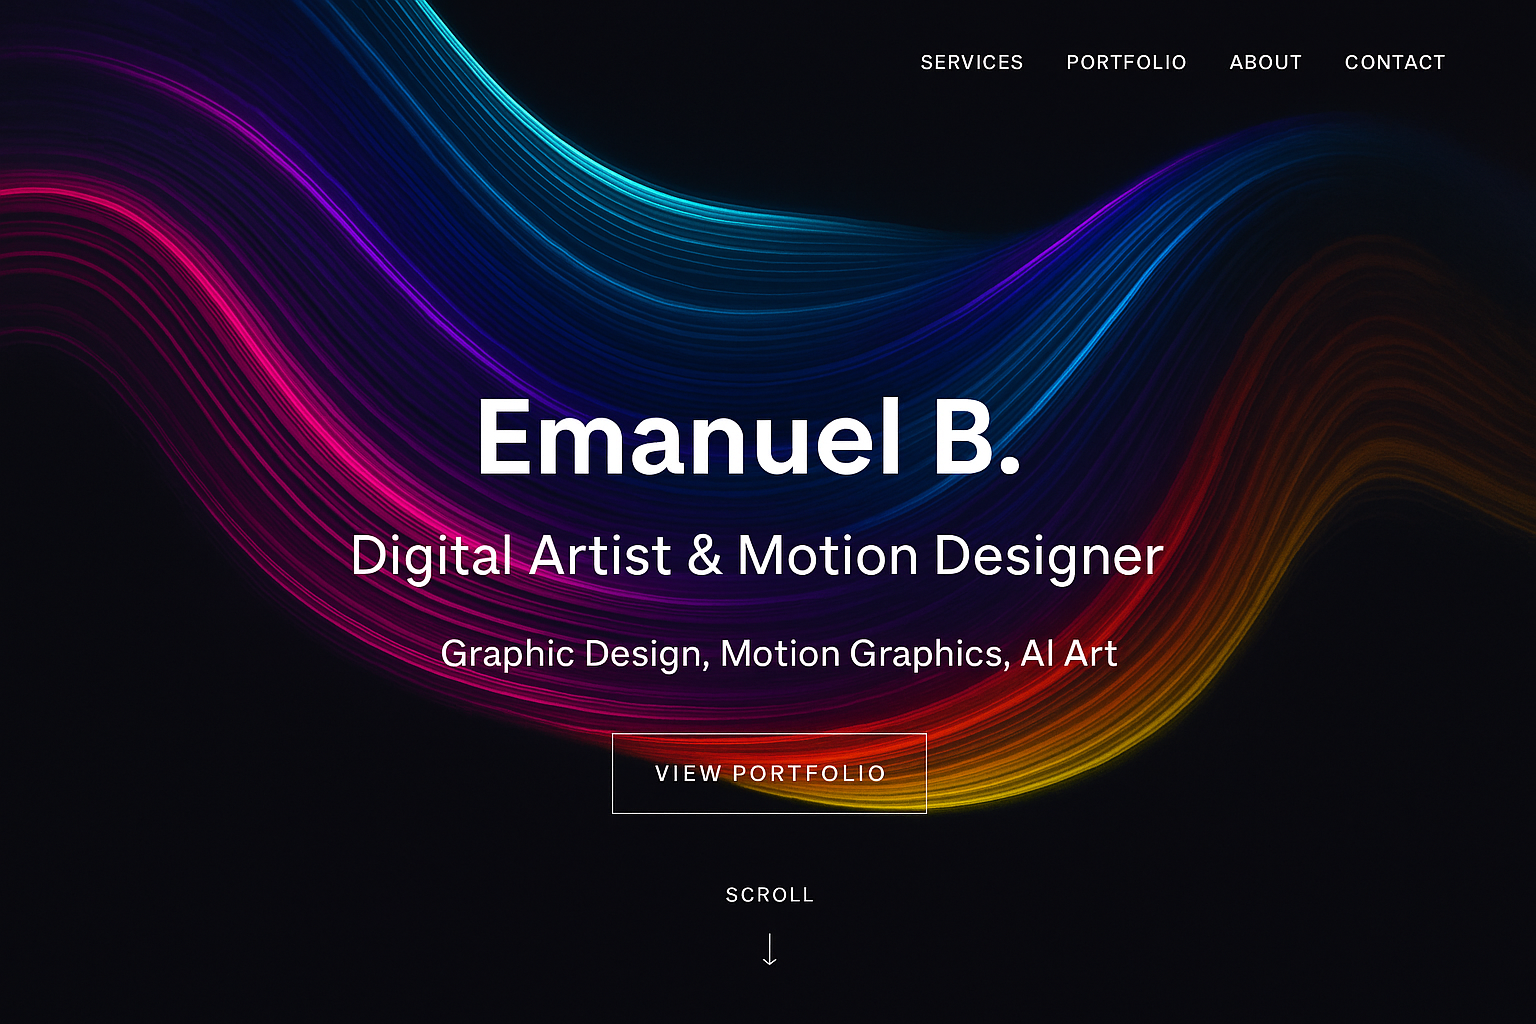 SERVICES PORTFOLIO ABOUT CONTACT
Emanuel B.
Digital Artist & Motion Designer
Graphic Design, Motion Graphics, AI Art
VIEW PORTFOLIO
SCROLL
↓